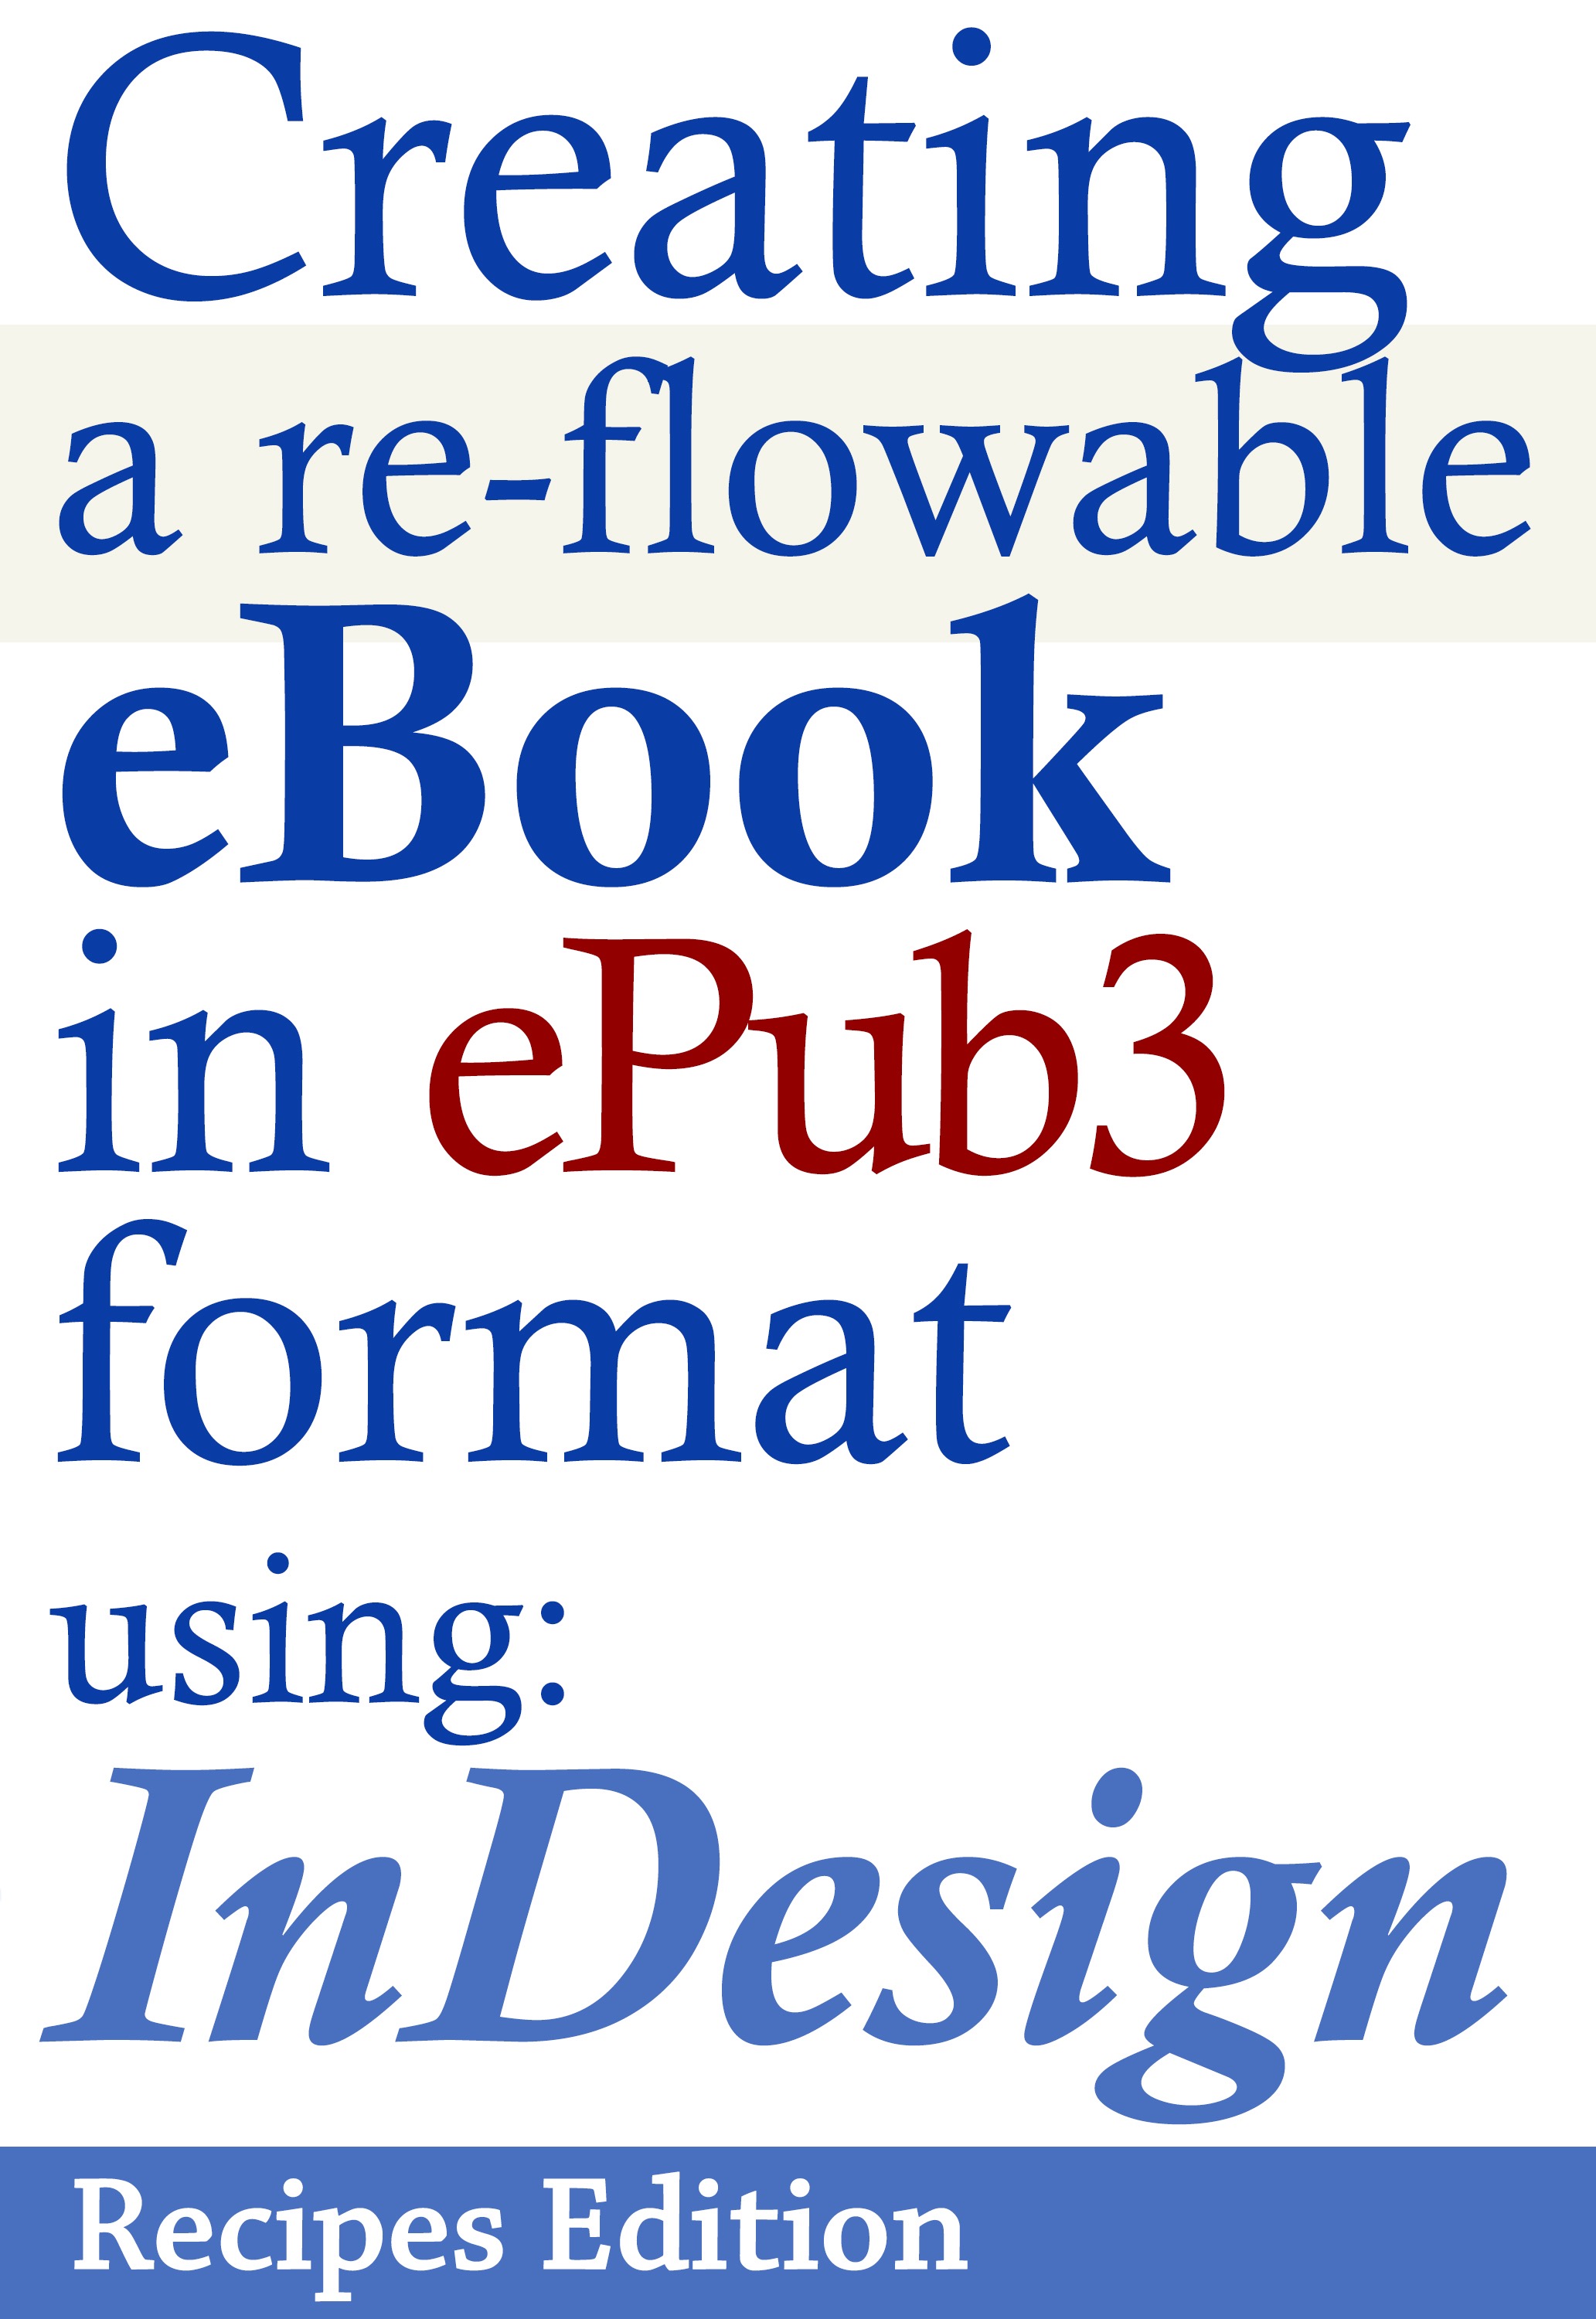 Creating
a re-flowable
eBook
in ePub3
format
using:
InDesign
Recipes Edition